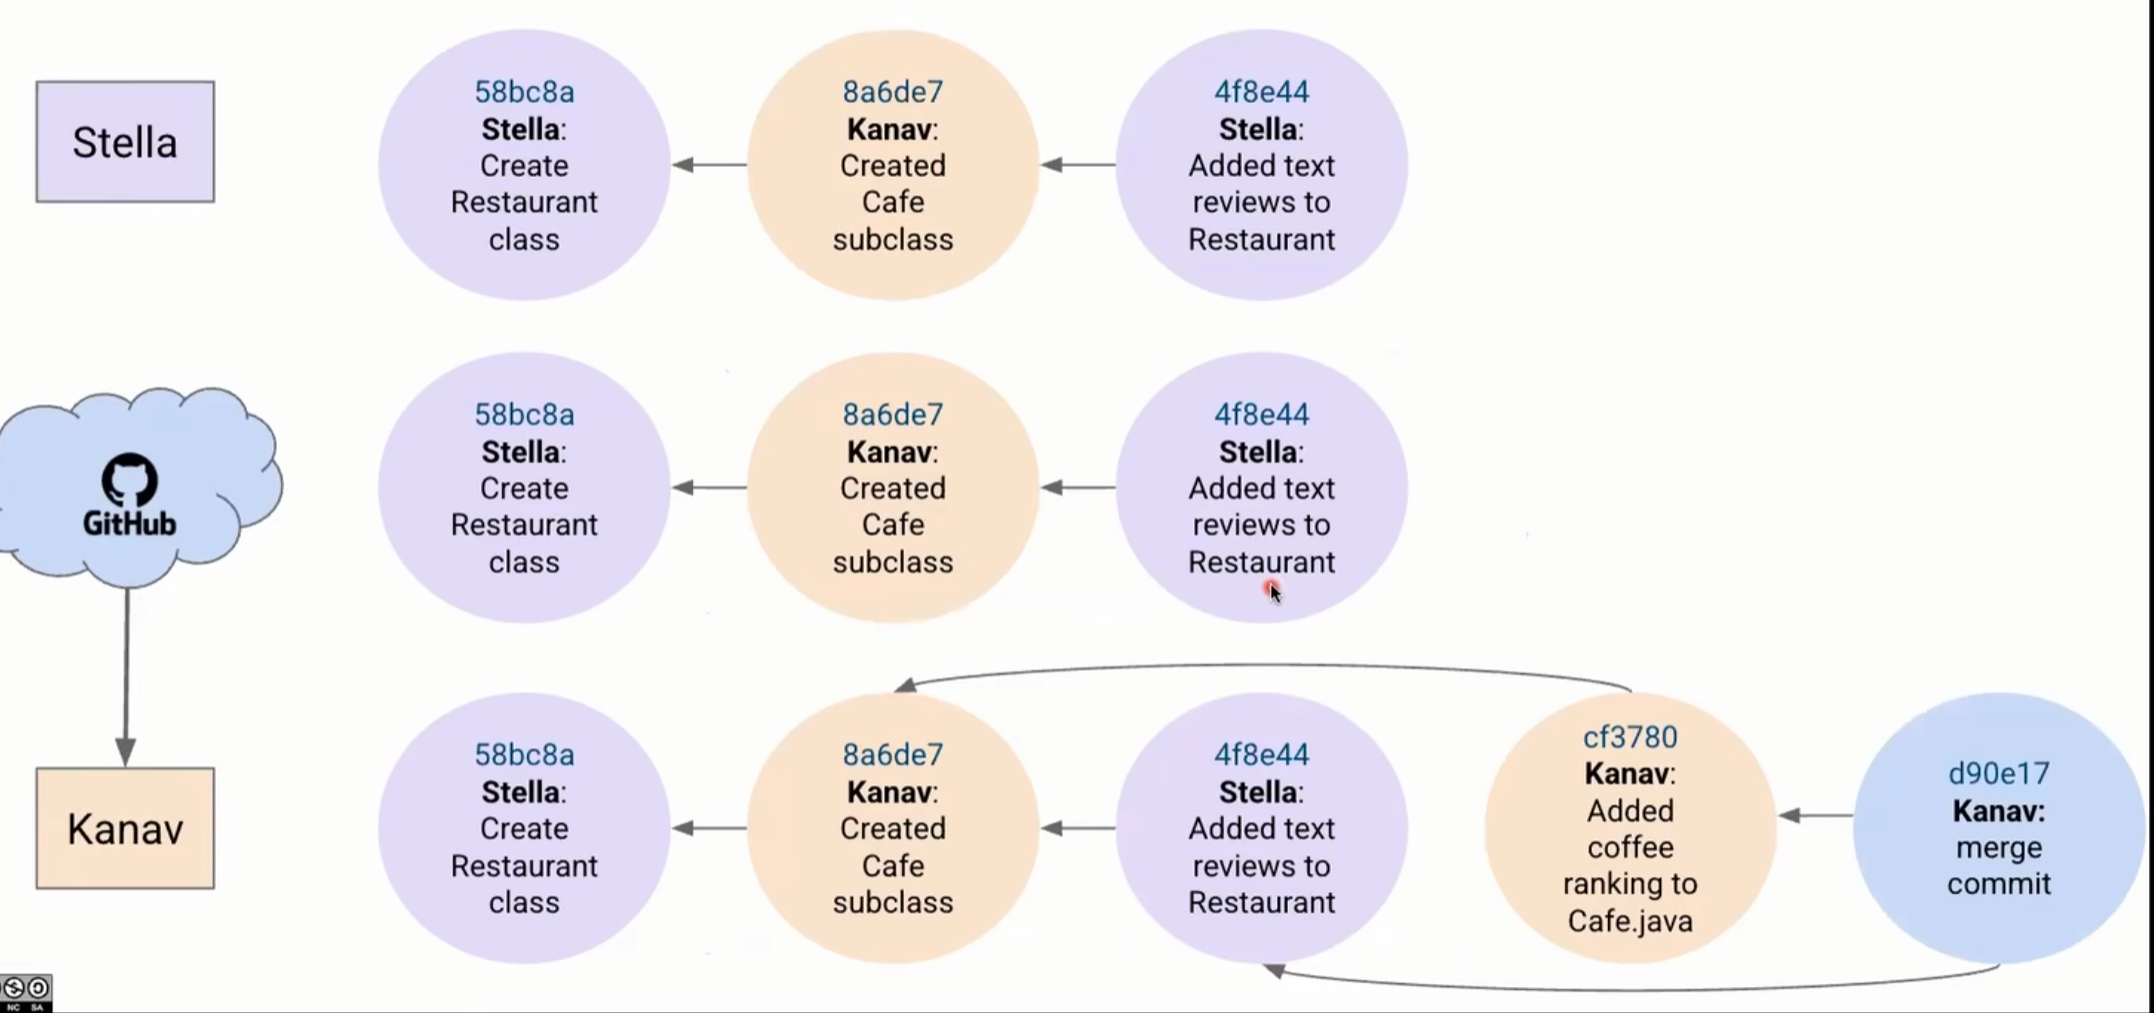 Stella
58bc8a
Stella:
Create
Restaurant
class
8a6de7
Kanav:
Created
Cafe
subclass
4f8e44
Stella:
Added text
reviews to
Restaurant
GitHub
58bc8a
Stella:
Create
Restaurant
class
8a6de7
Kanav:
Created
Cafe
subclass
4f8e44
Stella:
Added text
reviews to
Restaurant
Kanav
58bc8a
Stella:
Create
Restaurant
class
8a6de7
Kanav:
Created
Cafe
subclass
4f8e44
Stella:
Added text
reviews to
Restaurant
cf3780
Kanav:
Added
coffee
ranking to
Cafe.java
d90e17
Kanav:
merge
commit
NC SA